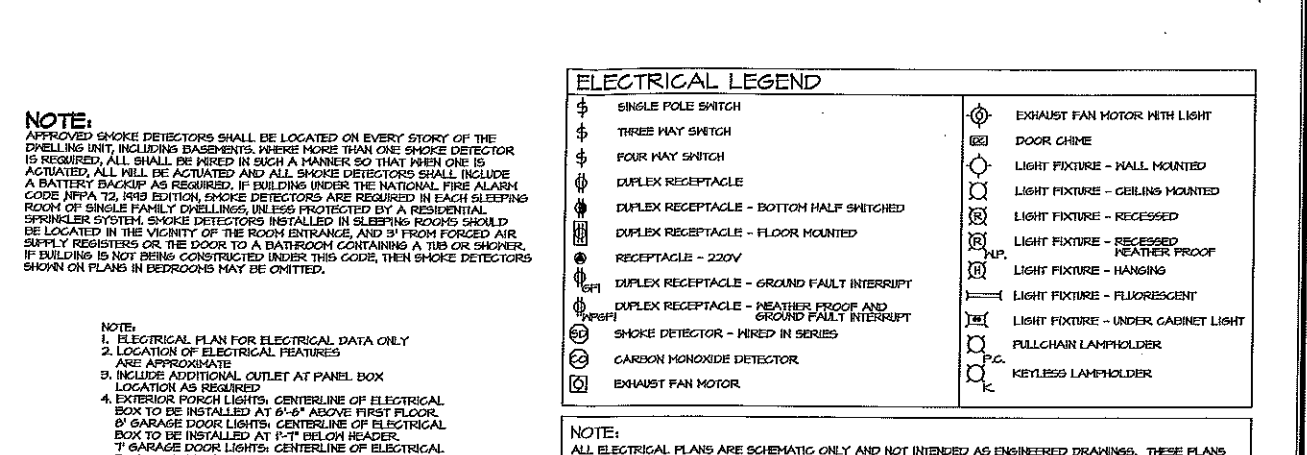 NOTE:
APPROVED SMOKE DETECTORS SHALL BE LOCATED ON EVERY STORY OF THE
DWELLING UNIT, INCLUDING BASEMENTS. WHERE MORE THAN ONE SMOKE DETECTOR
IS REQUIRED, ALL SHALL BE WIRED IN SUCH A MANNER SO THAT WHEN ONE IS
ACTUATED, ALL WILL BE ACTUATED AND ALL SMOKE DETECTORS SHALL INCLUDE
A BATTERY BACKUP AS REQUIRED. IF BUILDING UNDER THE NATIONAL FIRE ALARM
CODE ,NFPA 72, 1993 EDITION, SMOKE DETECTORS ARE REQUIRED IN EACH SLEEPING
ROOM OF SINGLE FAMILY DWELLINGS, UNLESS PROTECTED BY A RESIDENTIAL
SPRINKLER SYSTEM. SMOKE DETECTORS INSTALLED IN SLEEPING ROOMS SHOULD
BE LOCATED IN THE VICINITY OF THE ROOM ENTRANCE, AND 3' FROM FORCED AIR
SUPPLY REGISTERS OR THE DOOR TO A BATHROOM CONTAINING A TUB OR SHOWER.
IF BUILDING IS NOT BEING CONSTRUCTED UNDER THIS CODE, THEN SMOKE DETECTORS
SHOWN ON PLANS IN BEDROOMS MAY BE OMITTED.
NOTE:
1. ELECTRICAL PLAN FOR ELECTRICAL DATA ONLY
2. LOCATION OF ELECTRICAL FEATURES
ARE APPROXIMATE
3. INCLUDE ADDITIONAL OUTLET AT PANEL BOX
LOCATION AS REQUIRED
4. EXTERIOR PORCH LIGHTS: CENTERLINE OF ELECTRICAL
BOX TO BE INSTALLED AT 6'-6" ABOVE FIRST FLOOR.
8' GARAGE DOOR LIGHTS: CENTERLINE OF ELECTRICAL
BOX TO BE INSTALLED AT 1'-7" BELOW HEADER.
7' GARAGE DOOR LIGHTS: CENTERLINE OF ELECTRICAL
ELECTRICAL LEGEND
SINGLE POLE SWITCH
THREE WAY SWITCH
FOUR WAY SWITCH
DUPLEX RECEPTACLE
DUPLEX RECEPTACLE - BOTTOM HALF SWITCHED
DUPLEX RECEPTACLE - FLOOR MOUNTED
RECEPTACLE - 220V
GFI DUPLEX RECEPTACLE - GROUND FAULT INTERRUPT
DUPLEX RECEPTACLE - WEATHER PROOF AND
WPGFI GROUND FAULT INTERRUPT
SD SMOKE DETECTOR - WIRED IN SERIES
CO CARBON MONOXIDE DETECTOR
EXHAUST FAN MOTOR
EXHAUST FAN MOTOR WITH LIGHT
DOOR CHIME
LIGHT FIXTURE - WALL MOUNTED
LIGHT FIXTURE - CEILING MOUNTED
R LIGHT FIXTURE - RECESSED
R LIGHT FIXTURE - RECESSED
W.P. WEATHER PROOF
H LIGHT FIXTURE - HANGING
LIGHT FIXTURE - FLUORESCENT
LIGHT FIXTURE - UNDER CABINET LIGHT
P.C. PULLCHAIN LAMPHOLDER
K. KEYLESS LAMPHOLDER
NOTE:
ALL ELECTRICAL PLANS ARE SCHEMATIC ONLY AND NOT INTENDED AS ENGINEERED DRAWINGS. THESE PLANS